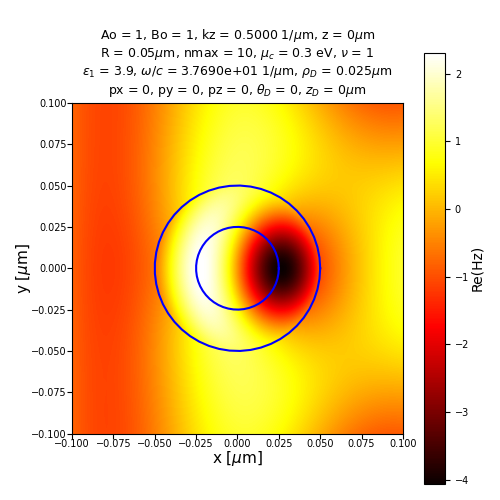 Ao = 1, Bo = 1, kz = 0.5000 1/μm, z = 0μm
R = 0.05μm, nmax = 10, μ_c = 0.3 eV, ν = 1
ε₁ = 3.9, ω/c = 3.7690e+01 1/μm, ρ_D = 0.025μm
px = 0, py = 0, pz = 0, θ_D = 0, z_D = 0μm
0.100
0.075
0.050
0.025
0.000
−0.025
−0.050
−0.075
−0.100
y [μm]
−0.100 −0.075 −0.050 −0.025 0.000 0.025 0.050 0.075 0.100
x [μm]
2
1
0
−1
−2
−3
−4
Re(Hz)